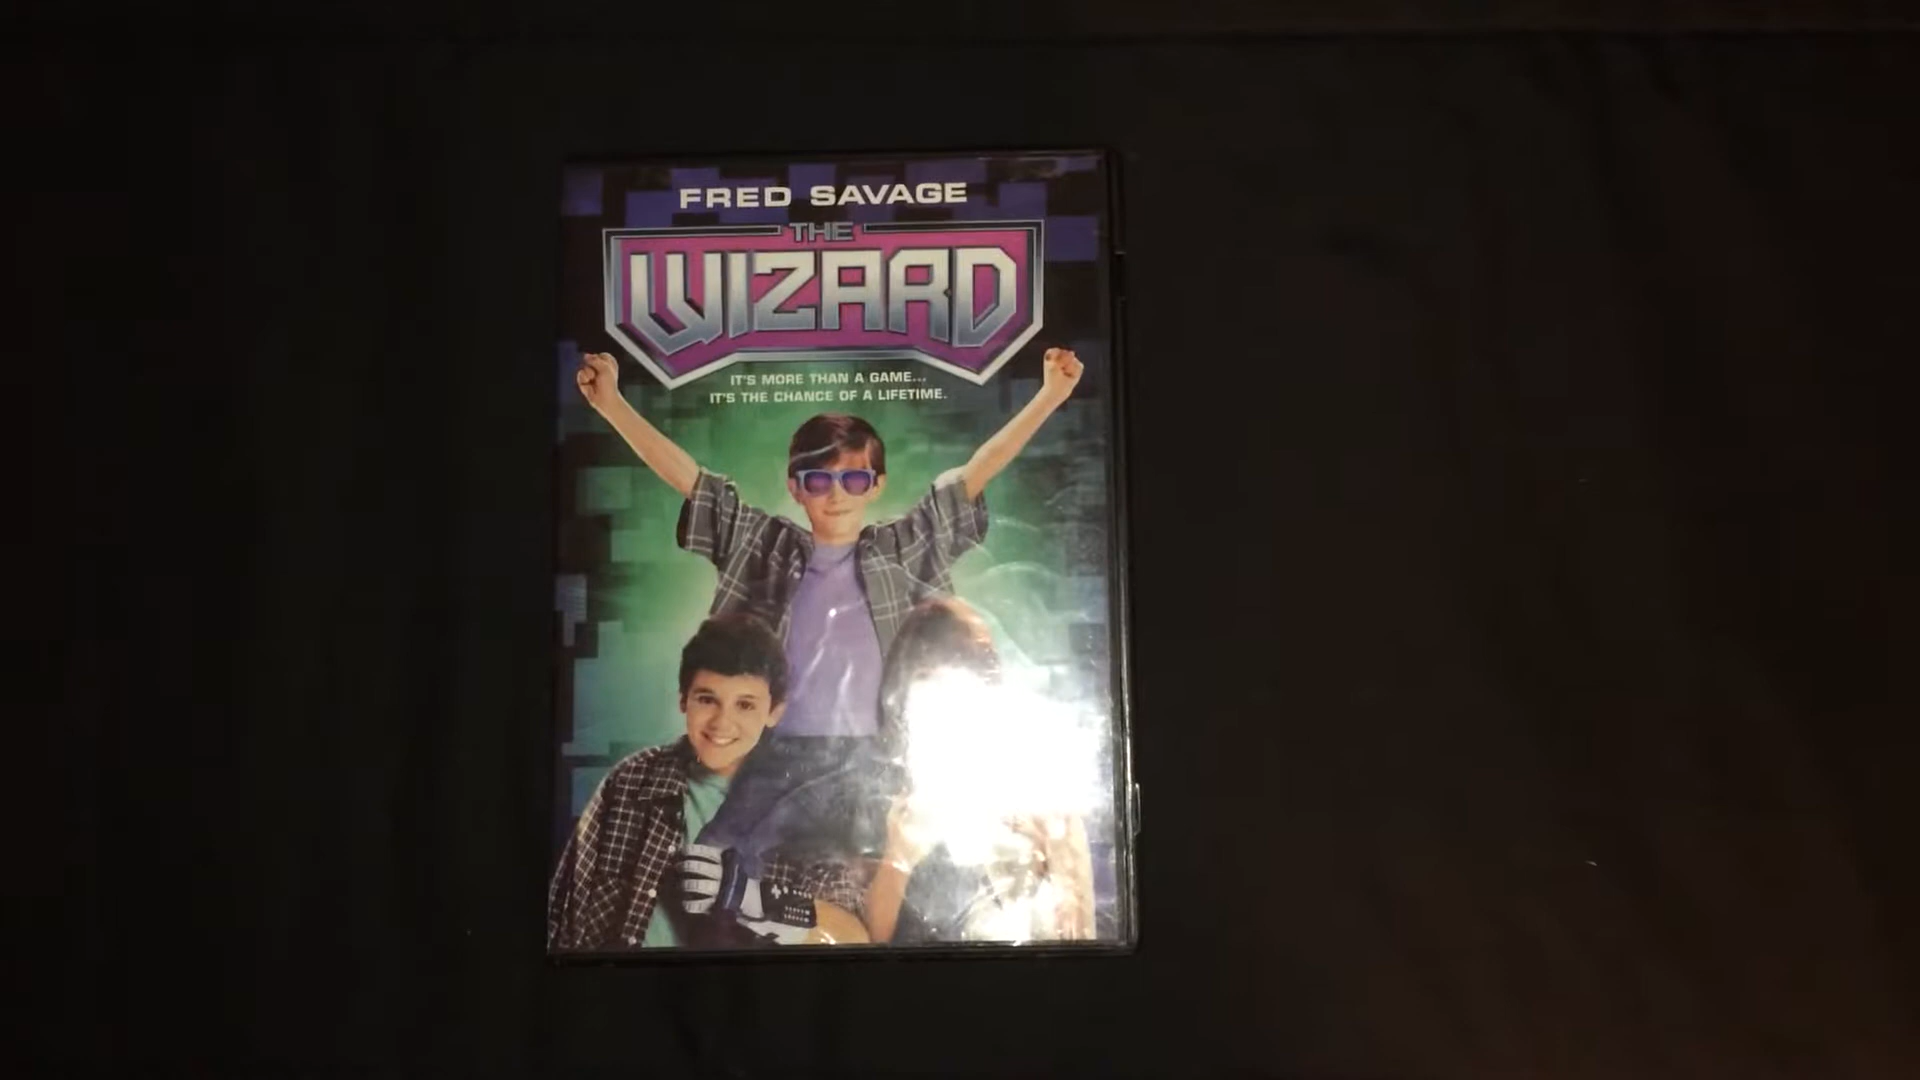 FRED SAVAGE
THE
WIZARD
IT'S MORE THAN A GAME...
IT'S THE CHANCE OF A LIFETIME.